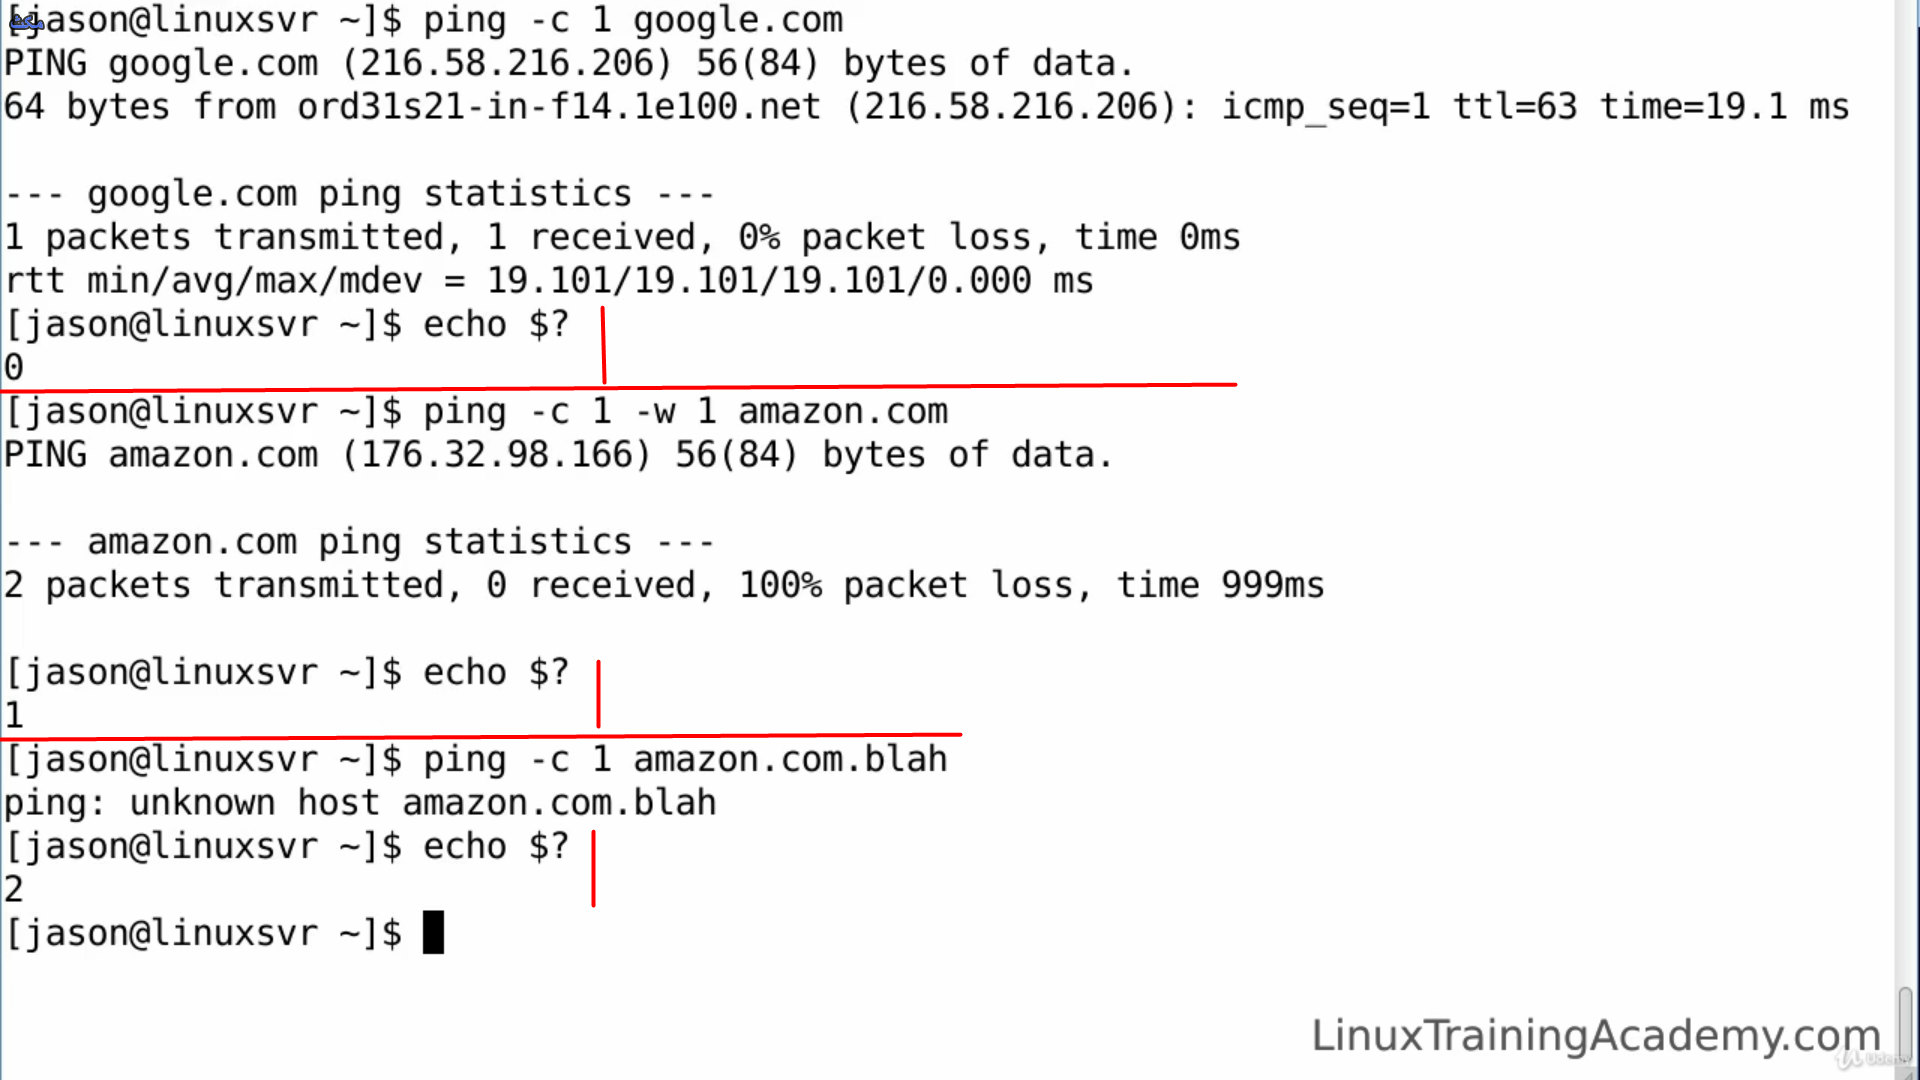 مكث
[jason@linuxsvr ~]$ ping -c 1 google.com
PING google.com (216.58.216.206) 56(84) bytes of data.
64 bytes from ord31s21-in-f14.1e100.net (216.58.216.206): icmp_seq=1 ttl=63 time=19.1 ms
--- google.com ping statistics ---
1 packets transmitted, 1 received, 0% packet loss, time 0ms
rtt min/avg/max/mdev = 19.101/19.101/19.101/0.000 ms
[jason@linuxsvr ~]$ echo $?
0
[jason@linuxsvr ~]$ ping -c 1 -w 1 amazon.com
PING amazon.com (176.32.98.166) 56(84) bytes of data.
--- amazon.com ping statistics ---
2 packets transmitted, 0 received, 100% packet loss, time 999ms
[jason@linuxsvr ~]$ echo $?
1
[jason@linuxsvr ~]$ ping -c 1 amazon.com.blah
ping: unknown host amazon.com.blah
[jason@linuxsvr ~]$ echo $?
2
[jason@linuxsvr ~]$
LinuxTrainingAcademy.com
Udemy